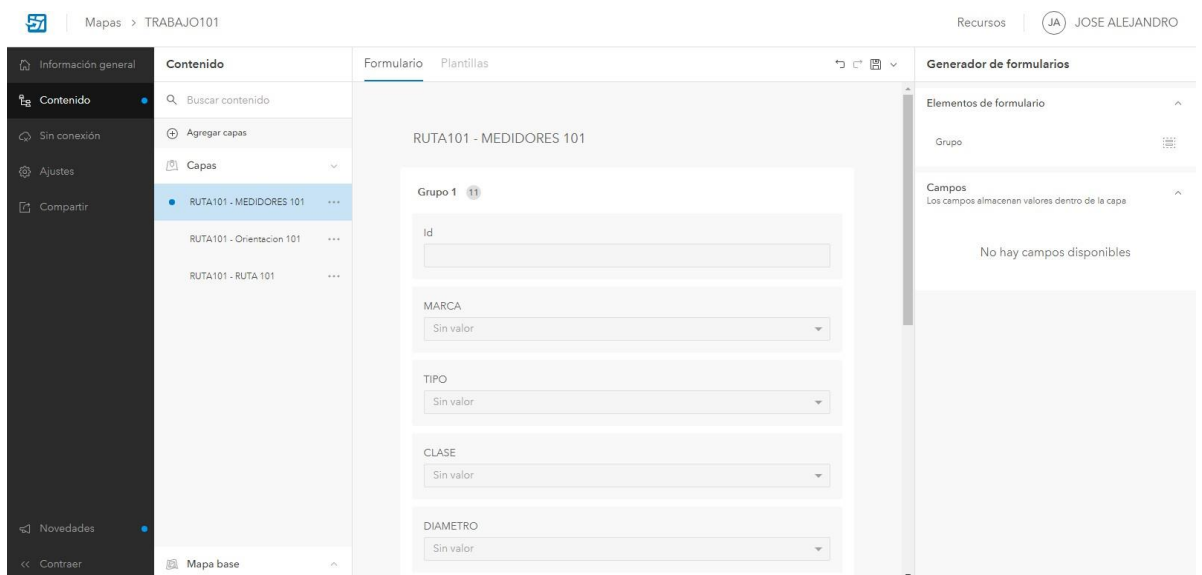 Mapas > TRABAJO101
Recursos
JA JOSE ALEJANDRO
Información general
Contenido
Sin conexión
Ajustes
Compartir
Novedades
<< Contraer
Contenido
Buscar contenido
Agregar capas
Capas
RUTA101 - MEDIDORES 101 ...
RUTA101 - Orientacion 101 ...
RUTA101 - RUTA 101 ...
Mapa base
Formulario Plantillas
RUTA101 - MEDIDORES 101
Grupo 1 11
Id
MARCA
Sin valor
TIPO
Sin valor
CLASE
Sin valor
DIAMETRO
Sin valor
Generador de formularios
Elementos de formulario
Grupo
Campos
Los campos almacenan valores dentro de la capa
No hay campos disponibles